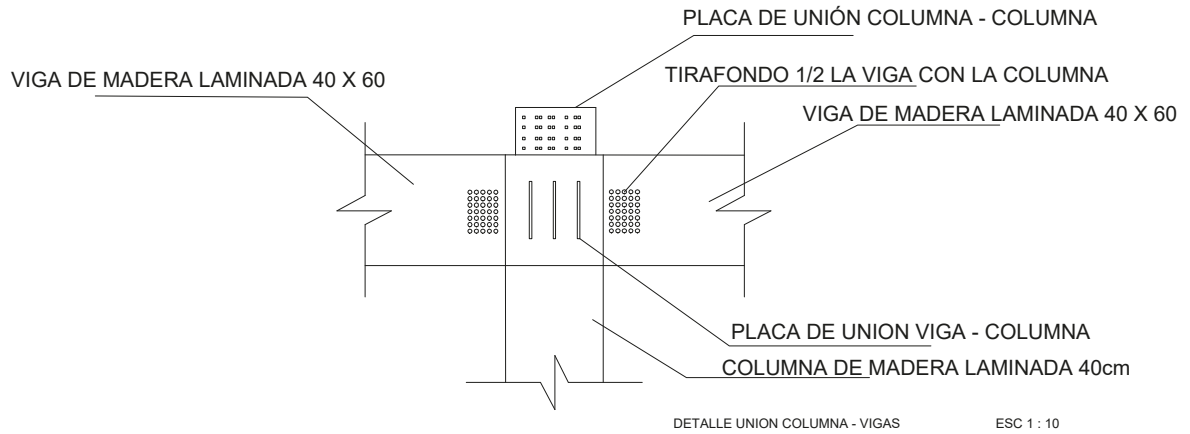 PLACA DE UNIÓN COLUMNA - COLUMNA
VIGA DE MADERA LAMINADA 40 X 60
TIRAFONDO 1/2 LA VIGA CON LA COLUMNA
VIGA DE MADERA LAMINADA 40 X 60
PLACA DE UNION VIGA - COLUMNA
COLUMNA DE MADERA LAMINADA 40cm
DETALLE UNION COLUMNA - VIGAS ESC 1 : 10